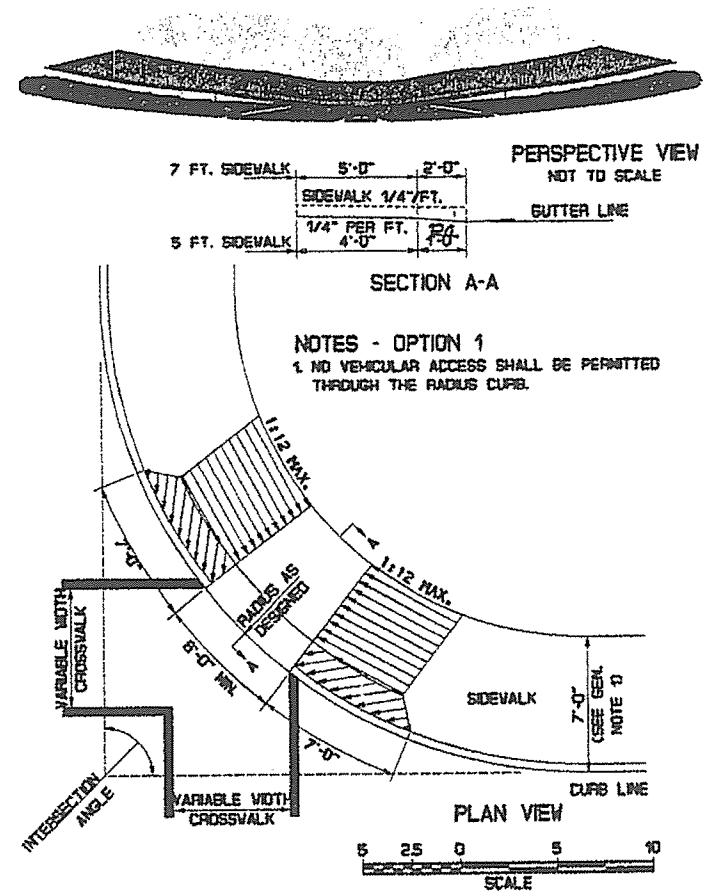 PERSPECTIVE VIEW
NOT TO SCALE
7 FT. SIDEWALK
5'-0"
2'-0"
SIDEWALK 1/4"/FT.
GUTTER LINE
1/4" PER FT.
5 FT. SIDEWALK
4'-0"
1'-0"
SECTION A-A
NOTES - OPTION 1
1. NO VEHICULAR ACCESS SHALL BE PERMITTED
THROUGH THE RADIUS CURB.
1:12 MAX.
A
1:12 MAX.
7'-0"
RADIUS AS
DESIGNED
A
8'-0" MIN.
7'-0"
VARIABLE WIDTH
CROSSWALK
SIDEWALK
7'-0"
(SEE GEN.
NOTE 1)
CURB LINE
INTERSECTION
ANGLE
VARIABLE WIDTH
CROSSWALK
PLAN VIEW
5 2.5 0 5 10
SCALE